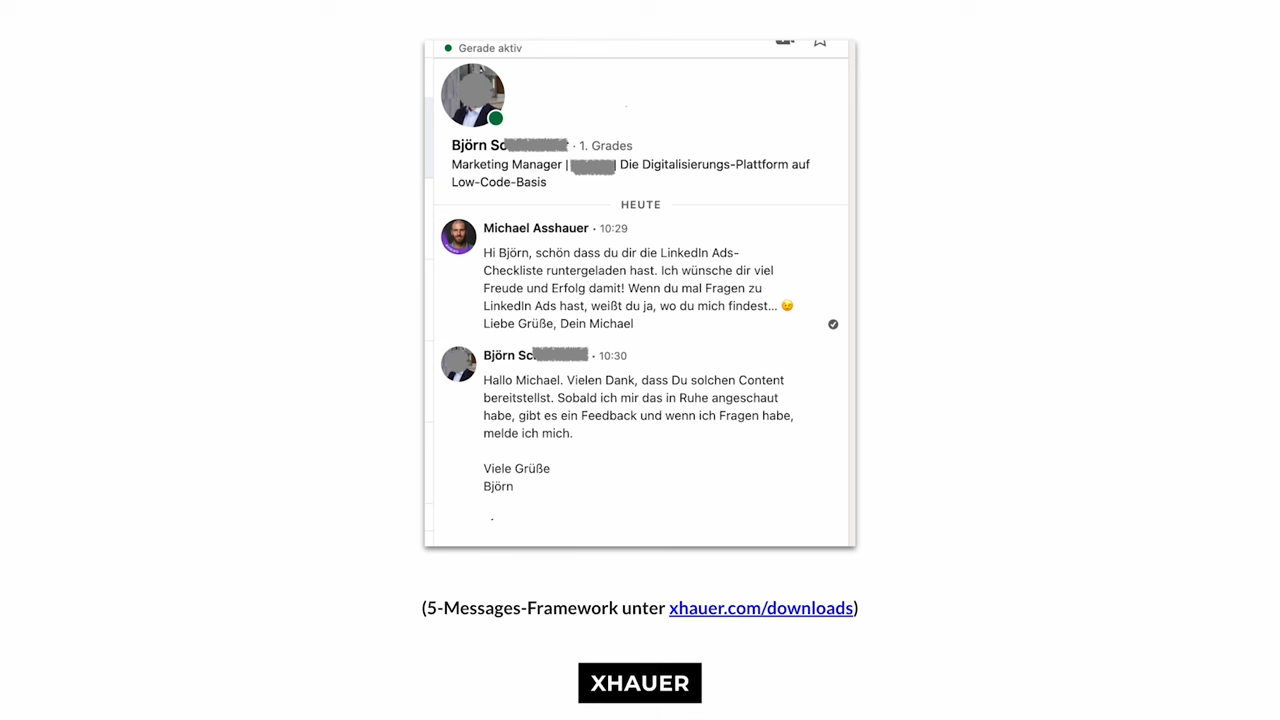 Gerade aktiv
Björn Sc · 1. Grades
Marketing Manager | | Die Digitalisierungs-Plattform auf
Low-Code-Basis
HEUTE
Michael Asshauer · 10:29
Hi Björn, schön dass du dir die LinkedIn Ads-
Checkliste runtergeladen hast. Ich wünsche dir viel
Freude und Erfolg damit! Wenn du mal Fragen zu
LinkedIn Ads hast, weißt du ja, wo du mich findest... 😉
Liebe Grüße, Dein Michael
Björn Sc · 10:30
Hallo Michael. Vielen Dank, dass Du solchen Content
bereitstellst. Sobald ich mir das in Ruhe angeschaut
habe, gibt es ein Feedback und wenn ich Fragen habe,
melde ich mich.
Viele Grüße
Björn
(5-Messages-Framework unter xhauer.com/downloads)
XHAUER